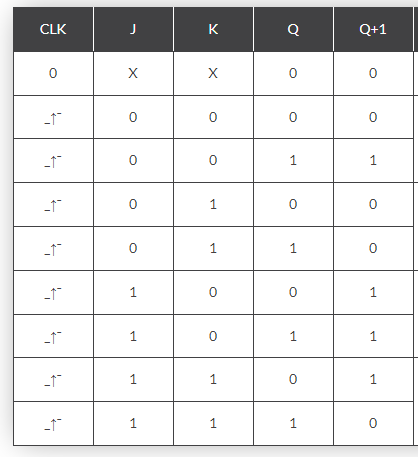 CLK J K Q Q+1
0 X X 0 0
_↑¯ 0 0 0 0
_↑¯ 0 0 1 1
_↑¯ 0 1 0 0
_↑¯ 0 1 1 0
_↑¯ 1 0 0 1
_↑¯ 1 0 1 1
_↑¯ 1 1 0 1
_↑¯ 1 1 1 0